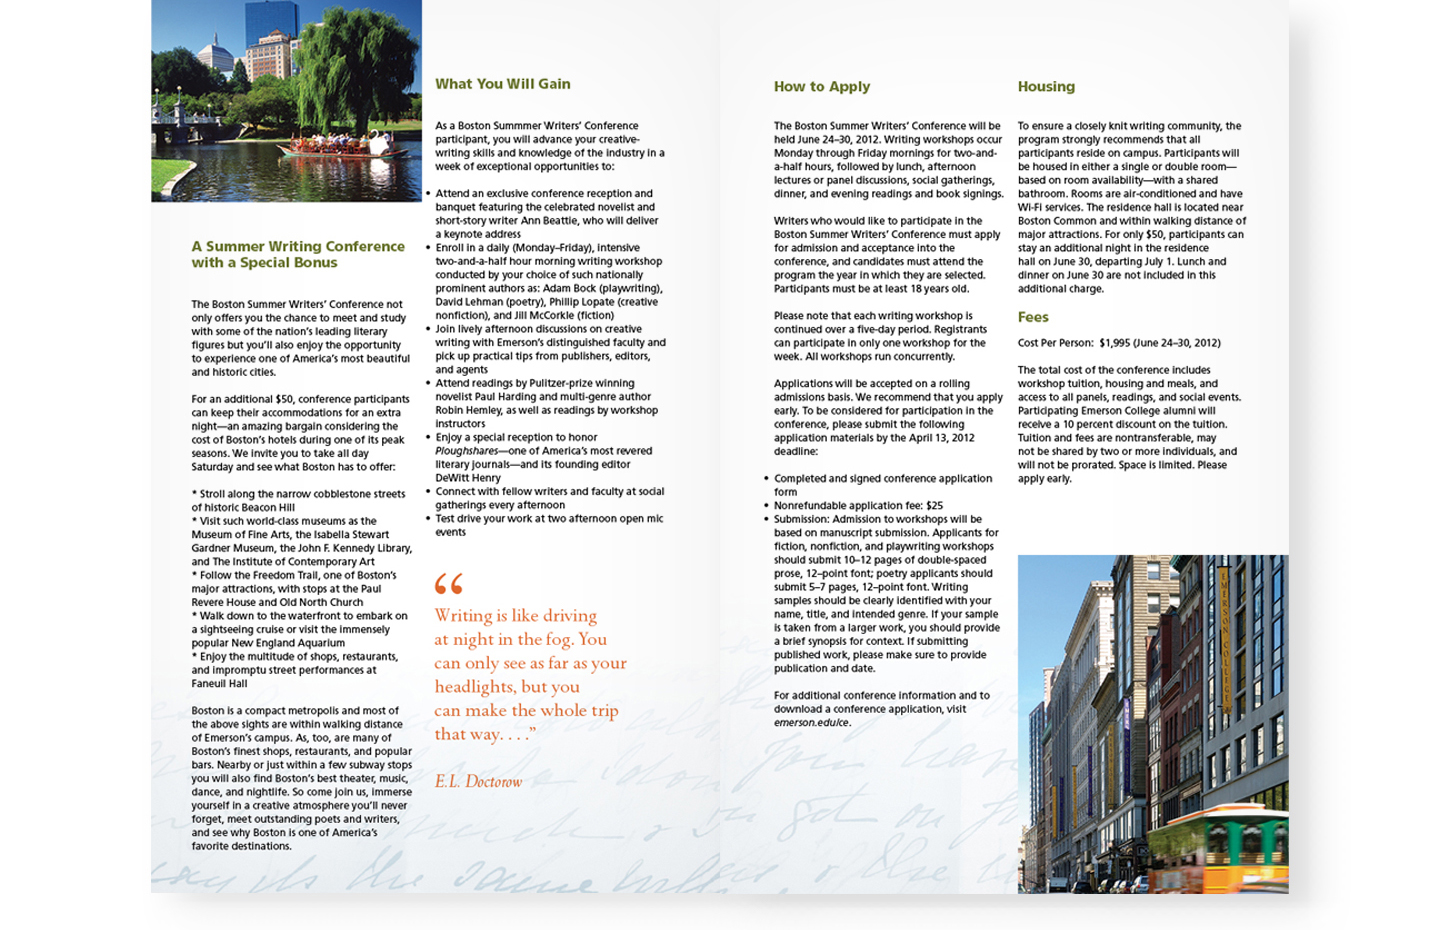 A Summer Writing Conference
with a Special Bonus
The Boston Summer Writers' Conference not
only offers you the chance to meet and study
with some of the nation's leading literary
figures but you'll also enjoy the opportunity
to experience one of America's most beautiful
and historic cities.
For an additional $50, conference participants
can keep their accommodations for an extra
night—an amazing bargain considering the
cost of Boston's hotels during one of its peak
seasons. We invite you to take all day
Saturday and see what Boston has to offer:
* Stroll along the narrow cobblestone streets
of historic Beacon Hill
* Visit such world-class museums as the
Museum of Fine Arts, the Isabella Stewart
Gardner Museum, the John F. Kennedy Library,
and The Institute of Contemporary Art
* Follow the Freedom Trail, one of Boston's
major attractions, with stops at the Paul
Revere House and Old North Church
* Walk down to the waterfront to embark on
a sightseeing cruise or visit the immensely
popular New England Aquarium
* Enjoy the multitude of shops, restaurants,
and impromptu street performances at
Faneuil Hall
Boston is a compact metropolis and most of
the above sights are within walking distance
of Emerson's campus. As, too, are many of
Boston's finest shops, restaurants, and popular
bars. Nearby or just within a few subway stops
you will also find Boston's best theater, music,
dance, and nightlife. So come join us, immerse
yourself in a creative atmosphere you'll never
forget, meet outstanding poets and writers,
and see why Boston is one of America's
favorite destinations.
What You Will Gain
As a Boston Summmer Writers' Conference
participant, you will advance your creative-
writing skills and knowledge of the industry in a
week of exceptional opportunities to:
• Attend an exclusive conference reception and
banquet featuring the celebrated novelist and
short-story writer Ann Beattie, who will deliver
a keynote address
• Enroll in a daily (Monday–Friday), intensive
two-and-a-half hour morning writing workshop
conducted by your choice of such nationally
prominent authors as: Adam Bock (playwriting),
David Lehman (poetry), Phillip Lopate (creative
nonfiction), and Jill McCorkle (fiction)
• Join lively afternoon discussions on creative
writing with Emerson's distinguished faculty and
pick up practical tips from publishers, editors,
and agents
• Attend readings by Pulitzer-prize winning
novelist Paul Harding and multi-genre author
Robin Hemley, as well as readings by workshop
instructors
• Enjoy a special reception to honor
Ploughshares—one of America's most revered
literary journals—and its founding editor
DeWitt Henry
• Connect with fellow writers and faculty at social
gatherings every afternoon
• Test drive your work at two afternoon open mic
events
“
Writing is like driving
at night in the fog. You
can only see as far as your
headlights, but you
can make the whole trip
that way. . . .”
E.L. Doctorow
How to Apply
The Boston Summer Writers' Conference will be
held June 24–30, 2012. Writing workshops occur
Monday through Friday mornings for two-and-
a-half hours, followed by lunch, afternoon
lectures or panel discussions, social gatherings,
dinner, and evening readings and book signings.
Writers who would like to participate in the
Boston Summer Writers' Conference must apply
for admission and acceptance into the
conference, and candidates must attend the
program the year in which they are selected.
Participants must be at least 18 years old.
Please note that each writing workshop is
continued over a five-day period. Registrants
can participate in only one workshop for the
week. All workshops run concurrently.
Applications will be accepted on a rolling
admissions basis. We recommend that you apply
early. To be considered for participation in the
conference, please submit the following
application materials by the April 13, 2012
deadline:
• Completed and signed conference application
form
• Nonrefundable application fee: $25
• Submission: Admission to workshops will be
based on manuscript submission. Applicants for
fiction, nonfiction, and playwriting workshops
should submit 10–12 pages of double-spaced
prose, 12–point font; poetry applicants should
submit 5–7 pages, 12–point font. Writing
samples should be clearly identified with your
name, title, and intended genre. If your sample
is taken from a larger work, you should provide
a brief synopsis for context. If submitting
published work, please make sure to provide
publication and date.
For additional conference information and to
download a conference application, visit
emerson.edu/ce.
Housing
To ensure a closely knit writing community, the
program strongly recommends that all
participants reside on campus. Participants will
be housed in either a single or double room—
based on room availability—with a shared
bathroom. Rooms are air-conditioned and have
Wi-Fi services. The residence hall is located near
Boston Common and within walking distance of
major attractions. For only $50, participants can
stay an additional night in the residence
hall on June 30, departing July 1. Lunch and
dinner on June 30 are not included in this
additional charge.
Fees
Cost Per Person: $1,995 (June 24–30, 2012)
The total cost of the conference includes
workshop tuition, housing and meals, and
access to all panels, readings, and social events.
Participating Emerson College alumni will
receive a 10 percent discount on the tuition.
Tuition and fees are nontransferable, may
not be shared by two or more individuals, and
will not be prorated. Space is limited. Please
apply early.
EMERSON COLLEGE